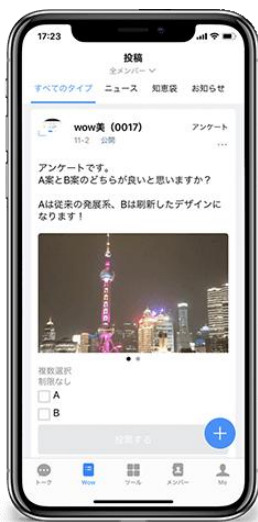 17:23
投稿
全メンバー
すべてのタイプ ニュース 知恵袋 お知らせ
wow美（0017） アンケート
11-2 公開
アンケートです。
A案とB案のどちらが良いと思いますか？
Aは従来の発展系、Bは刷新したデザインに
なります！
複数選択
制限なし
A
B
投票する
トーク Wow ツール メンバー Me